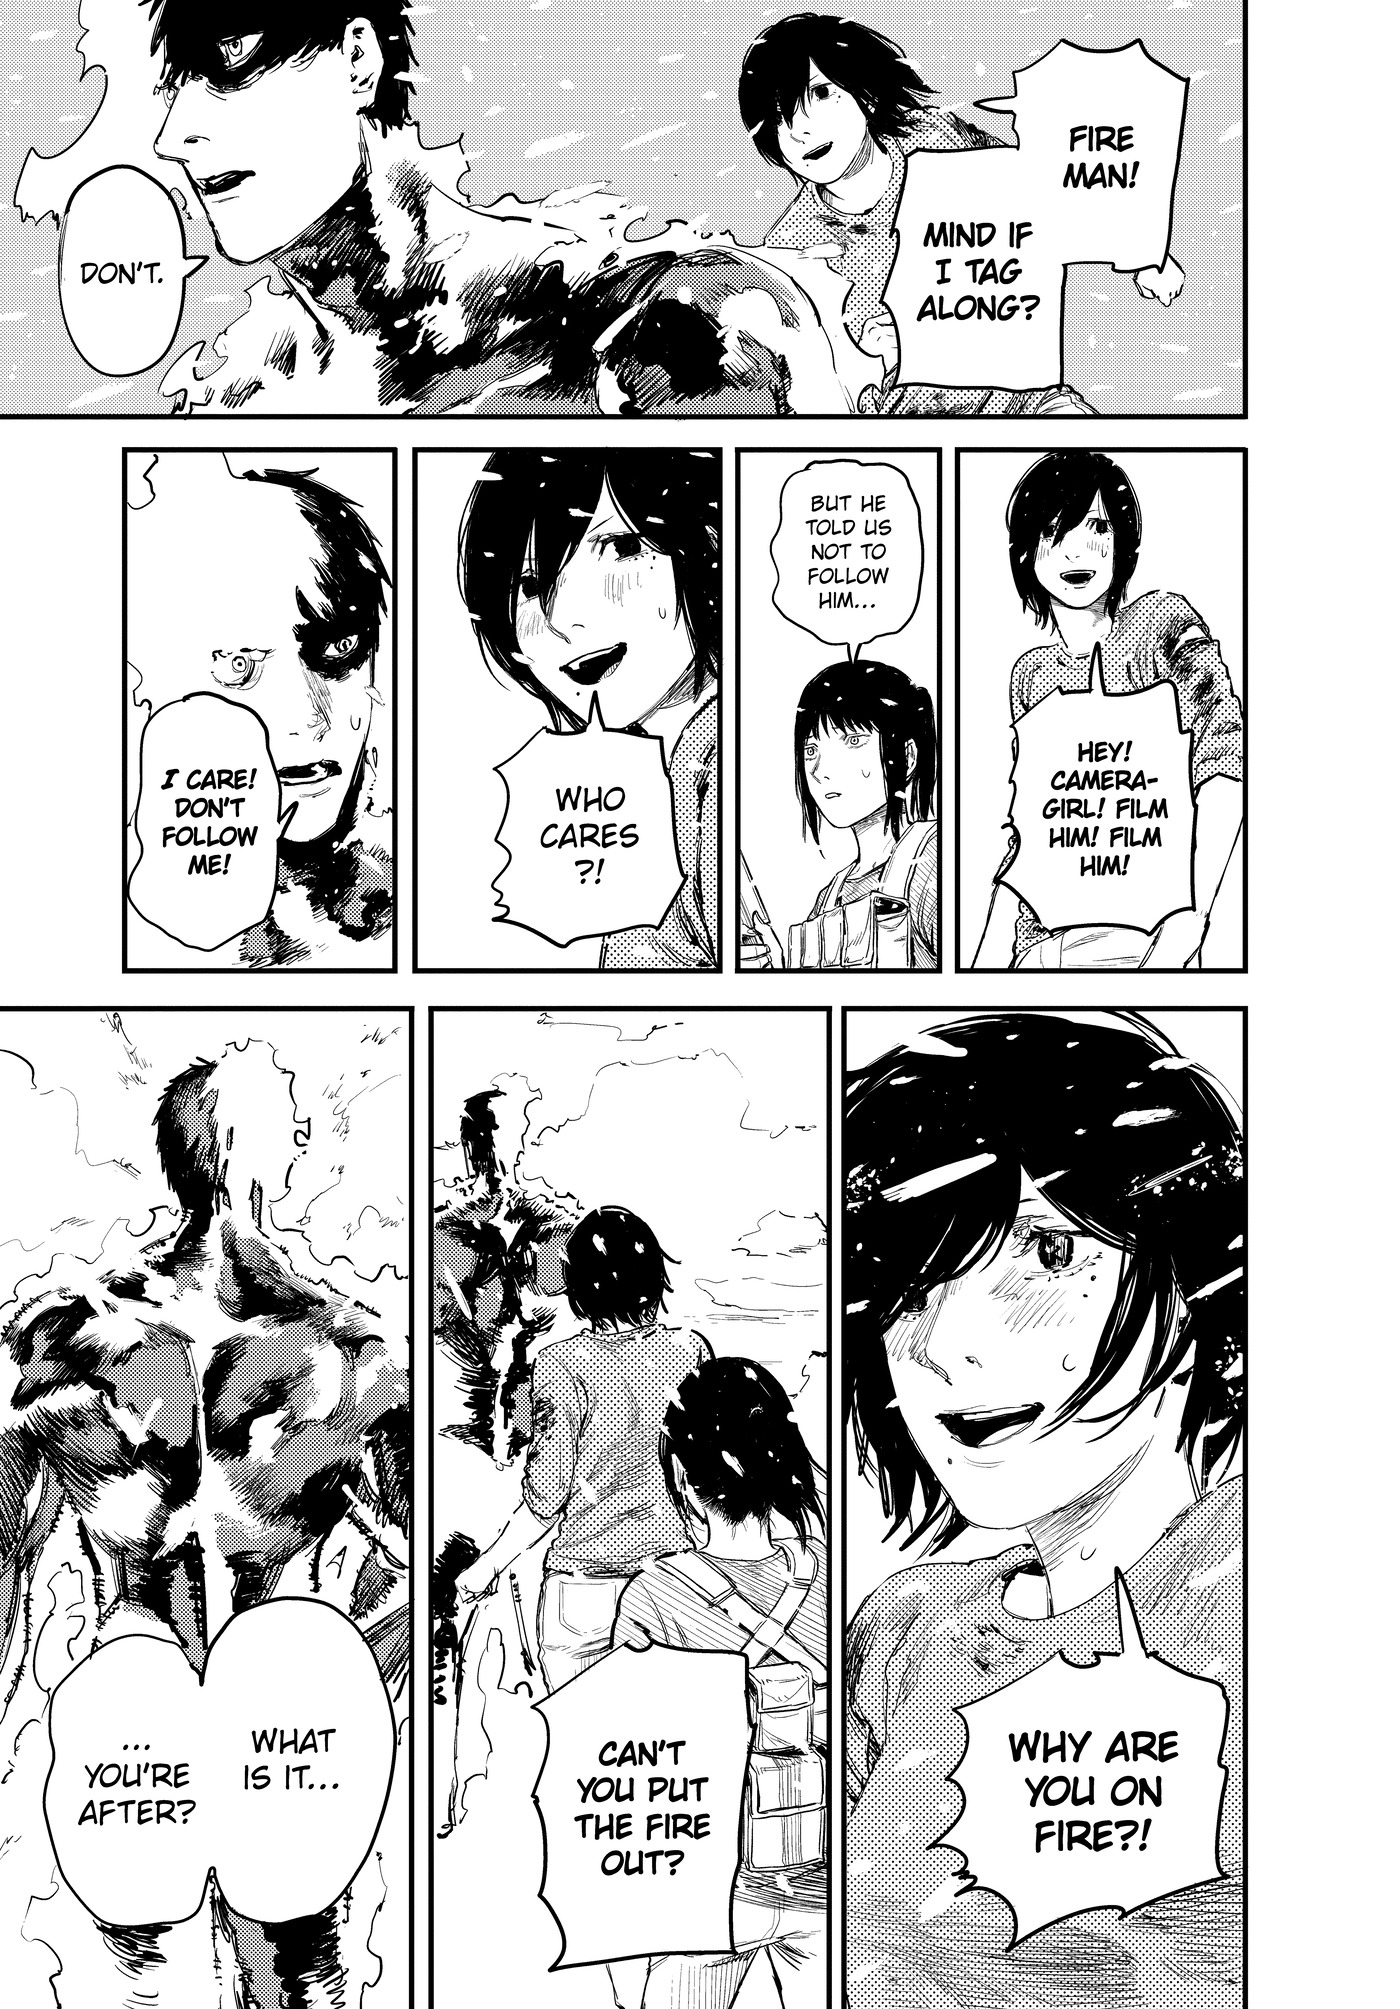 FIRE
MAN!
MIND IF
I TAG
ALONG?
DON'T.
HEY!
CAMERA-
GIRL! FILM
HIM! FILM
HIM!
BUT HE
TOLD US
NOT TO
FOLLOW
HIM...
WHO
CARES
?!
I CARE!
DON'T
FOLLOW
ME!
WHY ARE
YOU ON
FIRE?!
CAN'T
YOU PUT
THE FIRE
OUT?
WHAT
IS IT...
...
YOU'RE
AFTER?